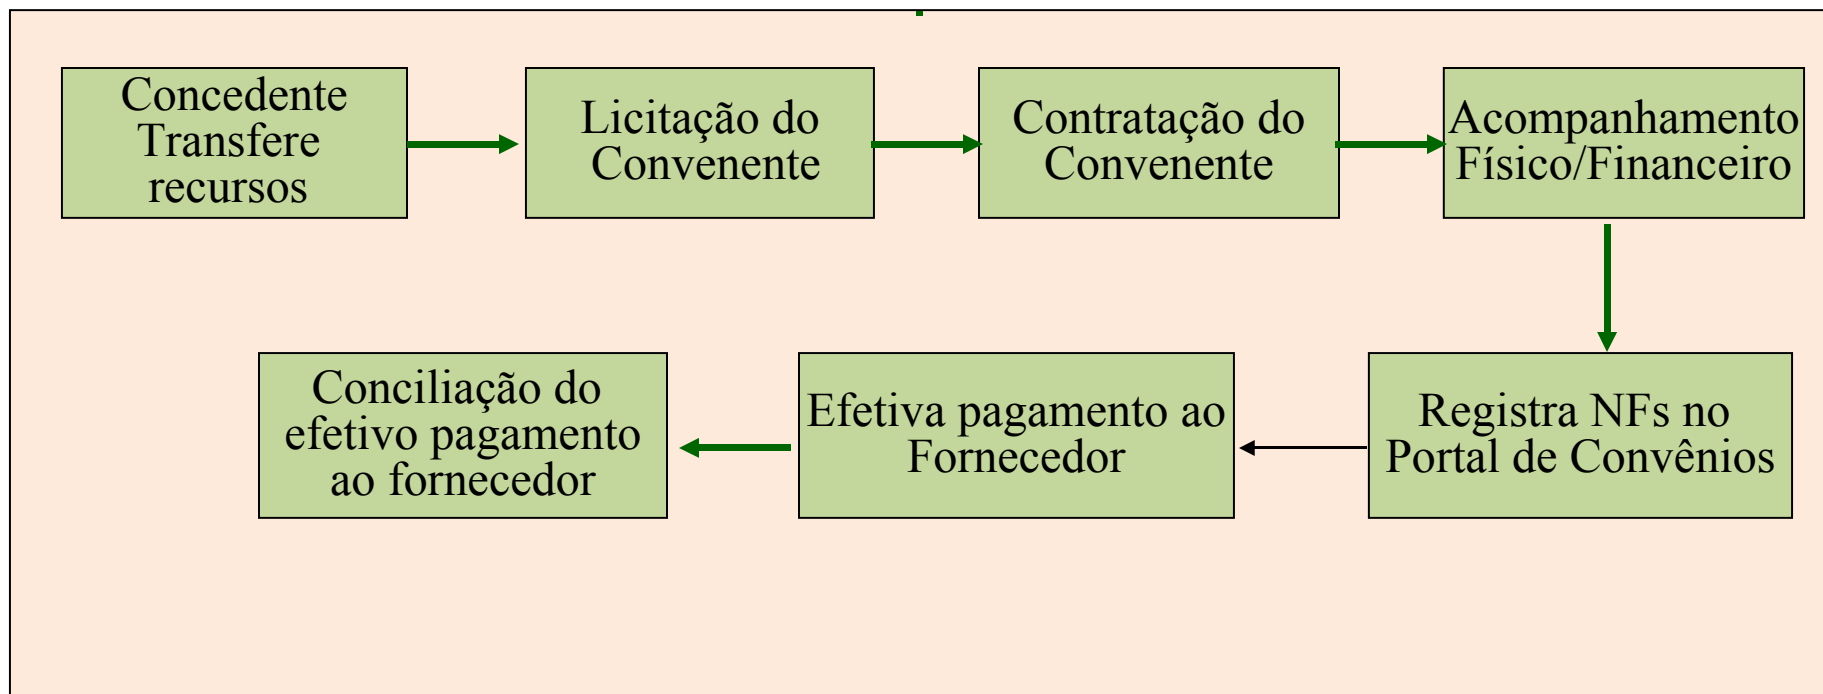 Concedente
Transfere
recursos
Licitação do
Convenente
Contratação do
Convenente
Acompanhamento
Físico/Financeiro
Registra NFs no
Portal de Convênios
Efetiva pagamento ao
Fornecedor
Conciliação do
efetivo pagamento
ao fornecedor